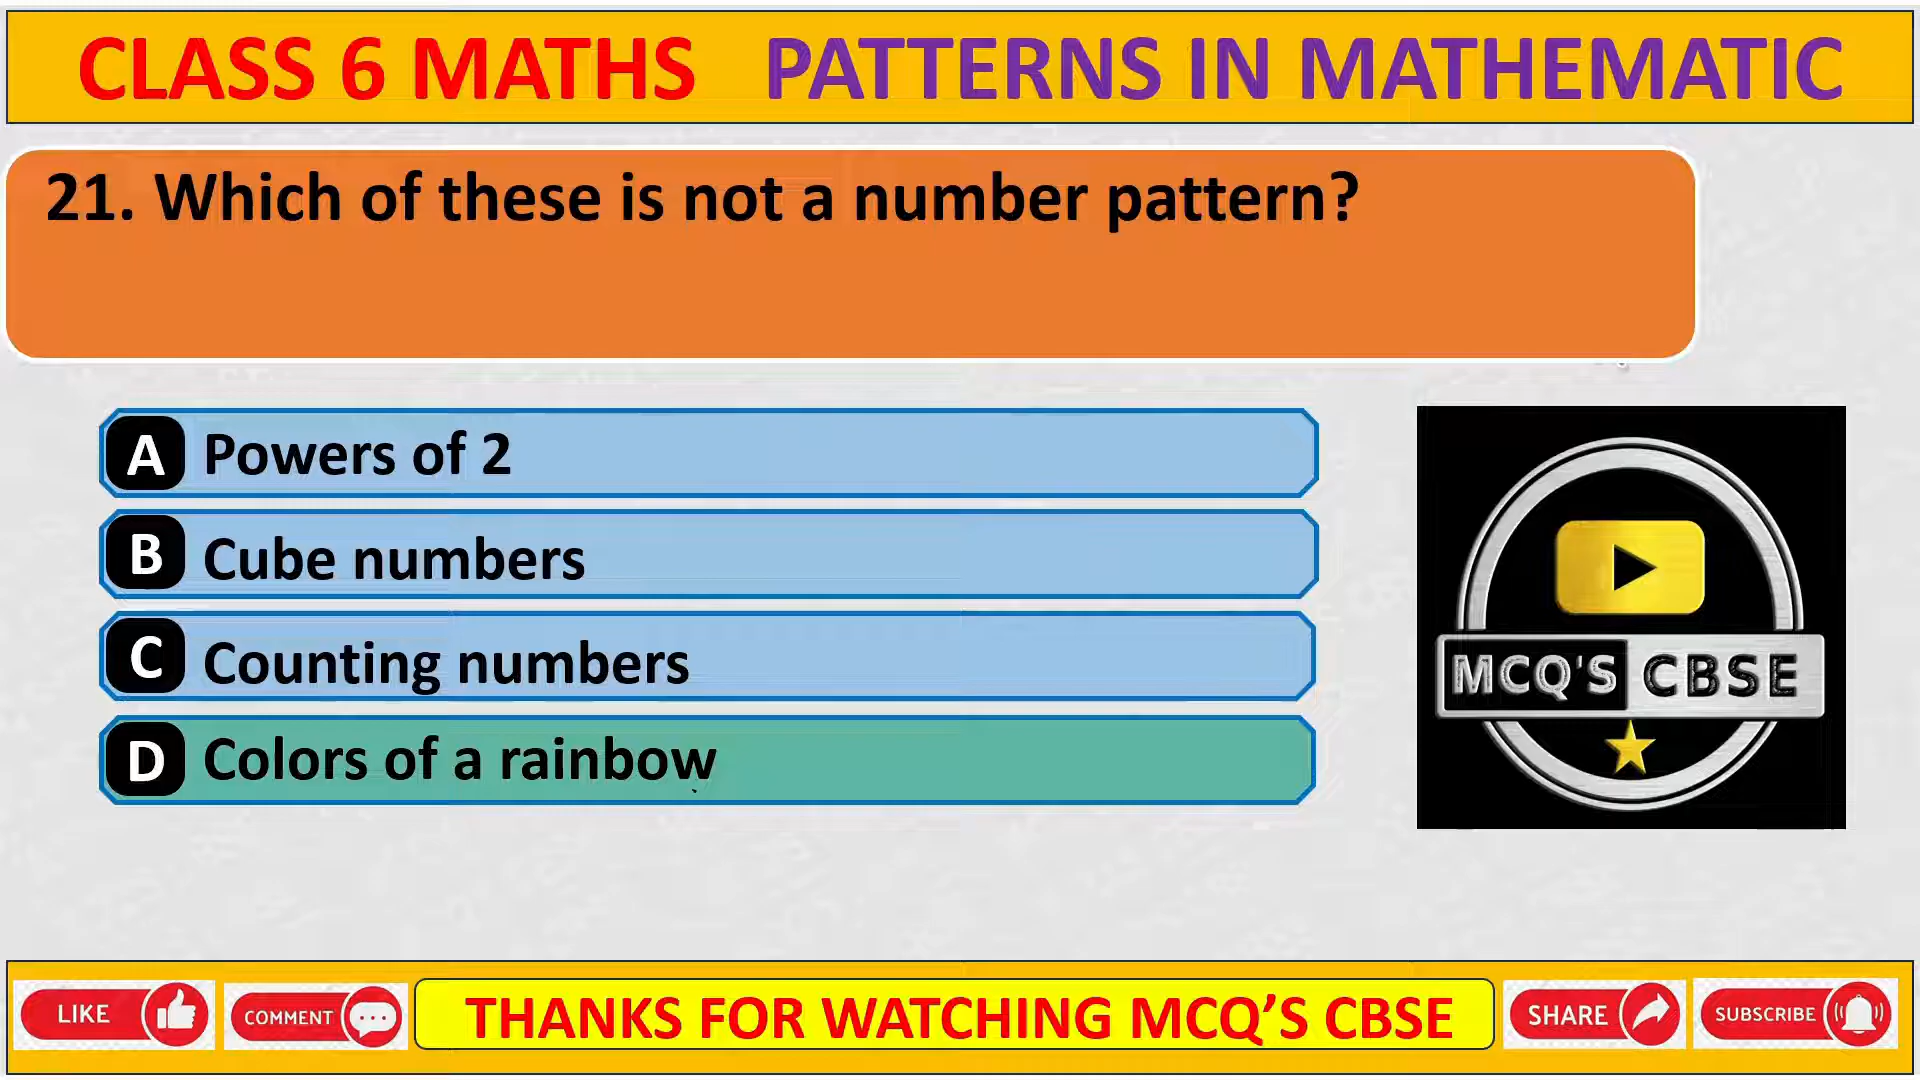 CLASS 6 MATHS PATTERNS IN MATHEMATIC
21. Which of these is not a number pattern?
A Powers of 2
B Cube numbers
C Counting numbers
D Colors of a rainbow
MCQ'S CBSE
LIKE COMMENT THANKS FOR WATCHING MCQ’S CBSE SHARE SUBSCRIBE